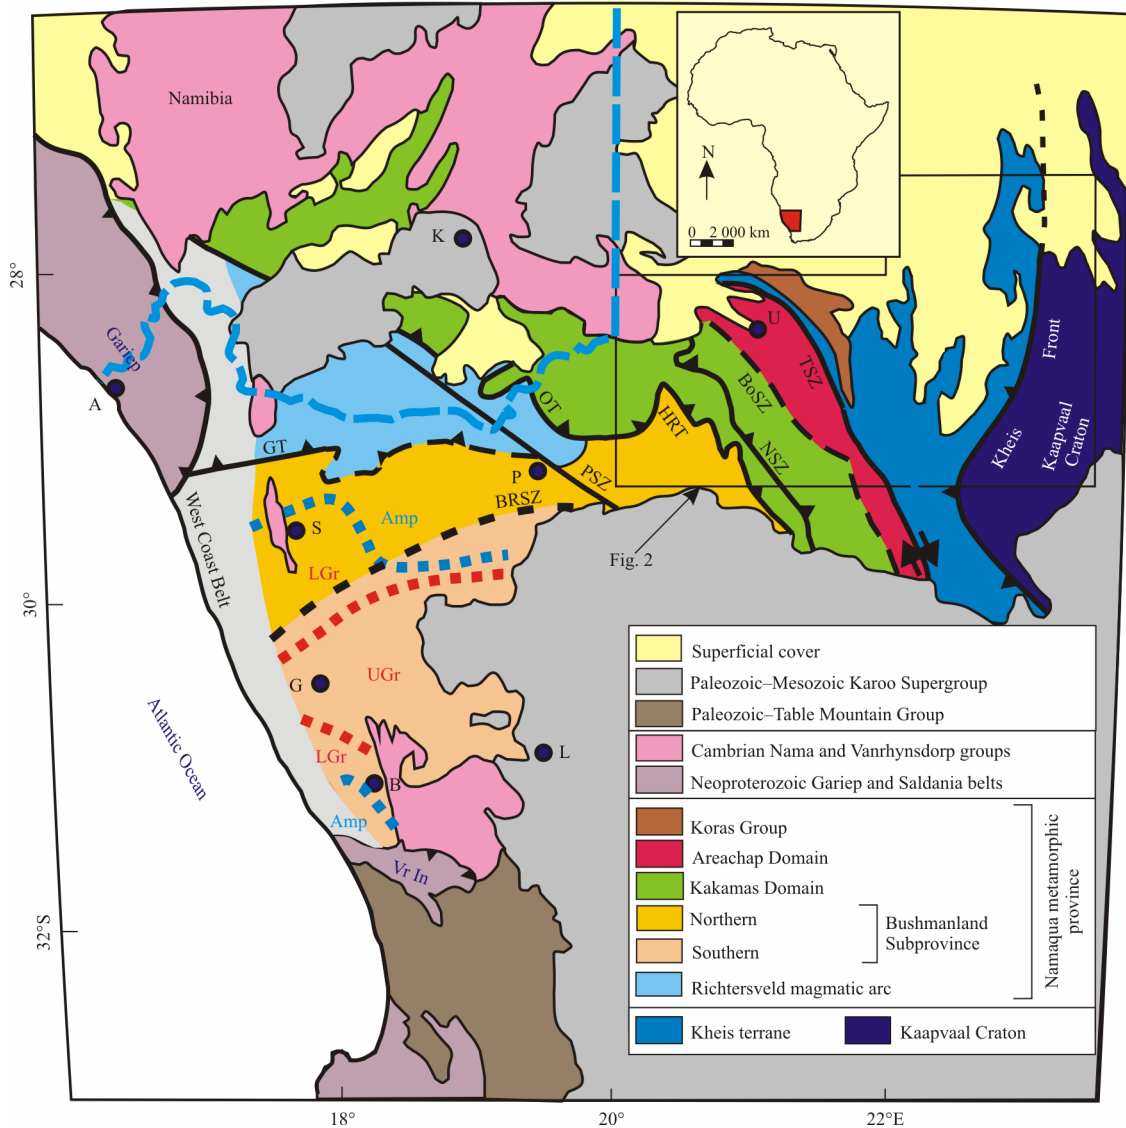 Namibia
N
0 2 000 km
K
28°
U
Gariep
A
TSZ
Front
BoSZ
OT
HRT
Kheis
Kaapvaal
Craton
GT
NSZ
P
PSZ
BRSZ
West Coast Belt
S
Amp
Fig. 2
LGr
30°
UGr
G
Atlantic Ocean
LGr
L
B
Amp
Vr In
32°S
Superficial cover
Paleozoic–Mesozoic Karoo Supergroup
Paleozoic–Table Mountain Group
Cambrian Nama and Vanrhynsdorp groups
Neoproterozoic Gariep and Saldania belts
Koras Group
Areachap Domain
Kakamas Domain
Northern
Southern
Bushmanland
Subprovince
Richtersveld magmatic arc
Namaqua metamorphic
province
Kheis terrane
Kaapvaal Craton
18°
20°
22°E